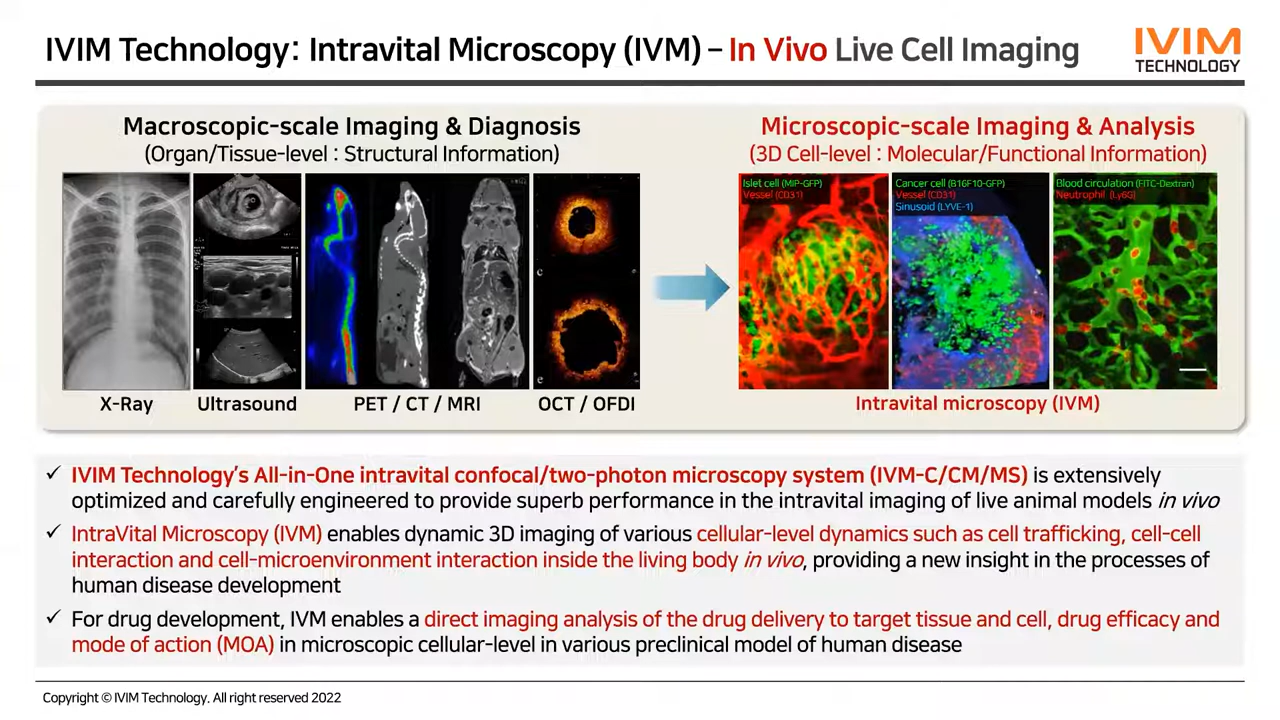 IVIM Technology: Intravital Microscopy (IVM) – In Vivo Live Cell Imaging
IVIM
TECHNOLOGY
Macroscopic-scale Imaging & Diagnosis
(Organ/Tissue-level : Structural Information)
X-Ray
Ultrasound
PET / CT / MRI
OCT / OFDI
c
e
Microscopic-scale Imaging & Analysis
(3D Cell-level : Molecular/Functional Information)
Islet cell (MIP-GFP)
Vessel (CD31)
Cancer cell (B16F10-GFP)
Vessel (CD31)
Sinusoid (LYVE-1)
Blood circulation (FITC-Dextran)
Neutrophil (Ly6G)
Intravital microscopy (IVM)
✓ IVIM Technology's All-in-One intravital confocal/two-photon microscopy system (IVM-C/CM/MS) is extensively
optimized and carefully engineered to provide superb performance in the intravital imaging of live animal models in vivo
✓ IntraVital Microscopy (IVM) enables dynamic 3D imaging of various cellular-level dynamics such as cell trafficking, cell-cell
interaction and cell-microenvironment interaction inside the living body in vivo, providing a new insight in the processes of
human disease development
✓ For drug development, IVM enables a direct imaging analysis of the drug delivery to target tissue and cell, drug efficacy and
mode of action (MOA) in microscopic cellular-level in various preclinical model of human disease
Copyright © IVIM Technology. All right reserved 2022